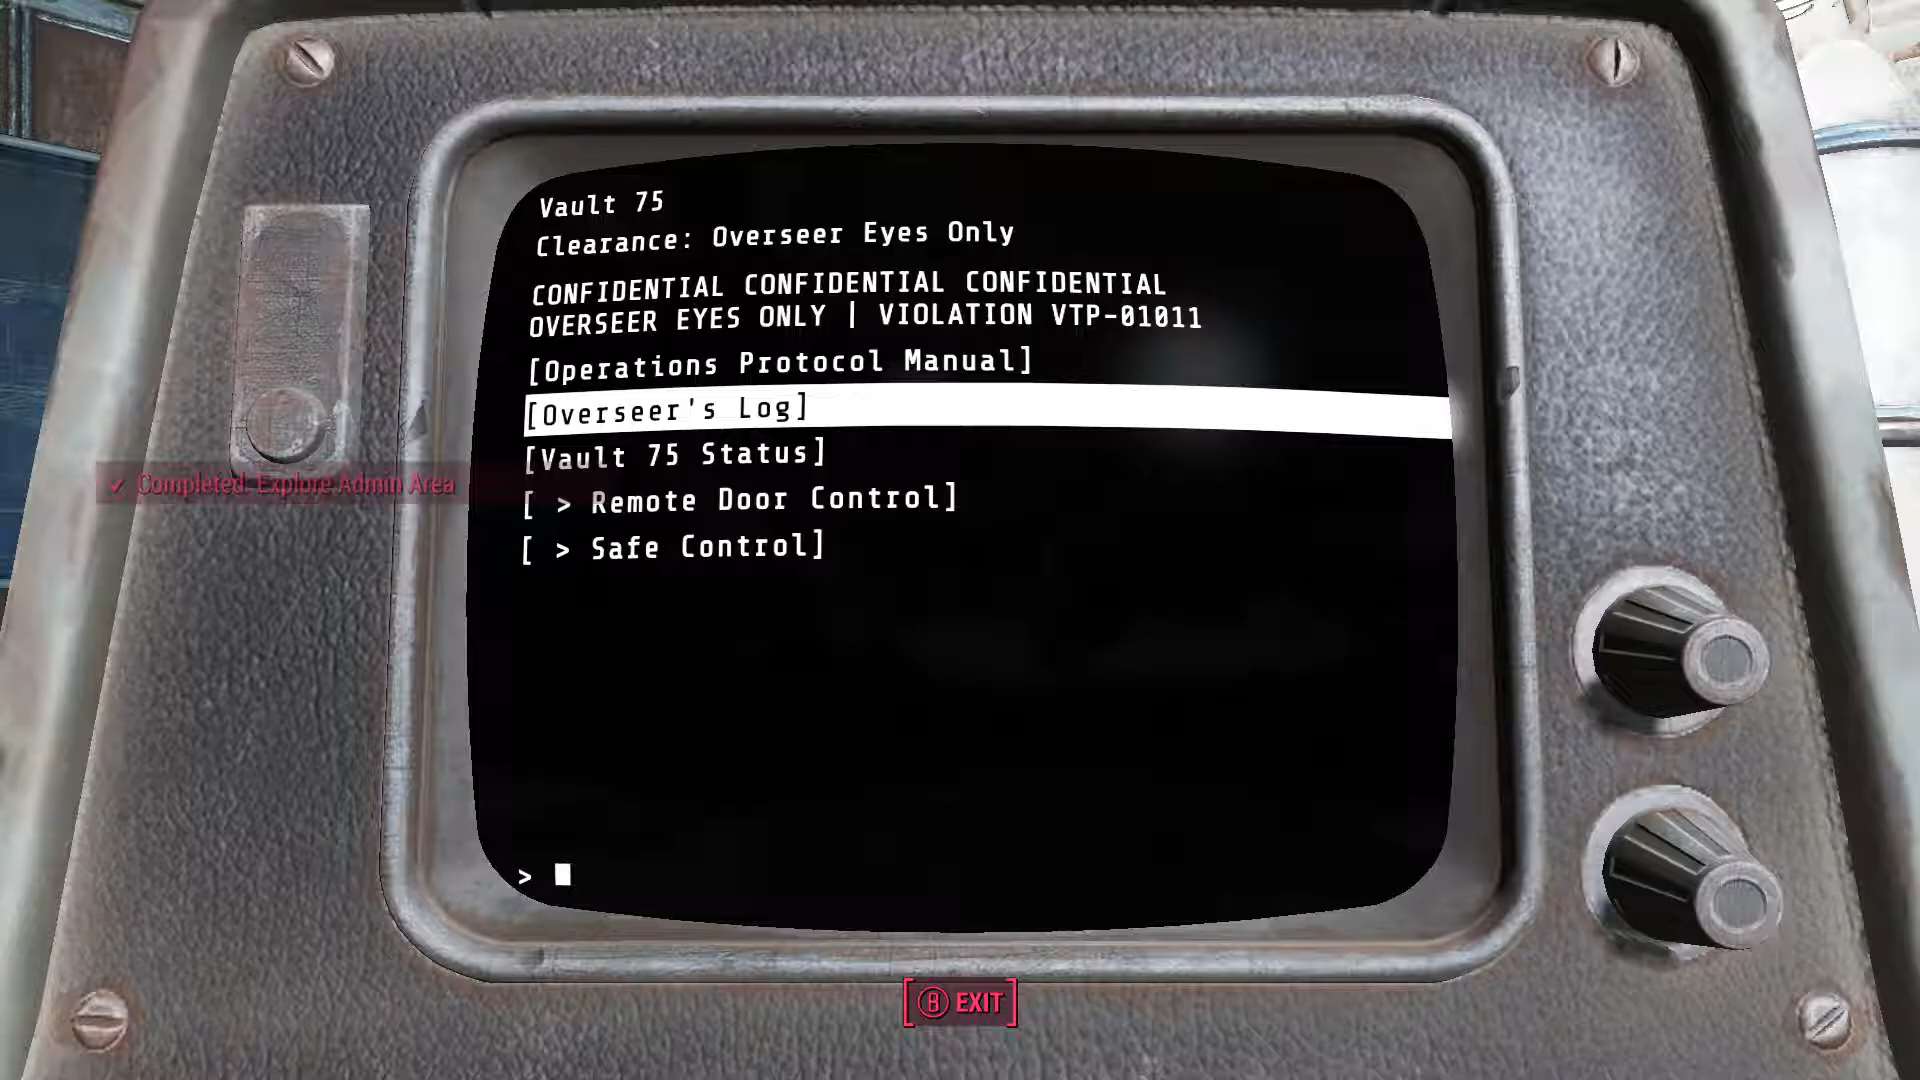 Vault 75
Clearance: Overseer Eyes Only
CONFIDENTIAL CONFIDENTIAL CONFIDENTIAL
OVERSEER EYES ONLY | VIOLATION VTP-01011
[Operations Protocol Manual]
[Overseer's Log]
[Vault 75 Status]
✓ Completed: Explore Admin Area
[ > Remote Door Control]
[ > Safe Control]
>
[Ⓑ EXIT]